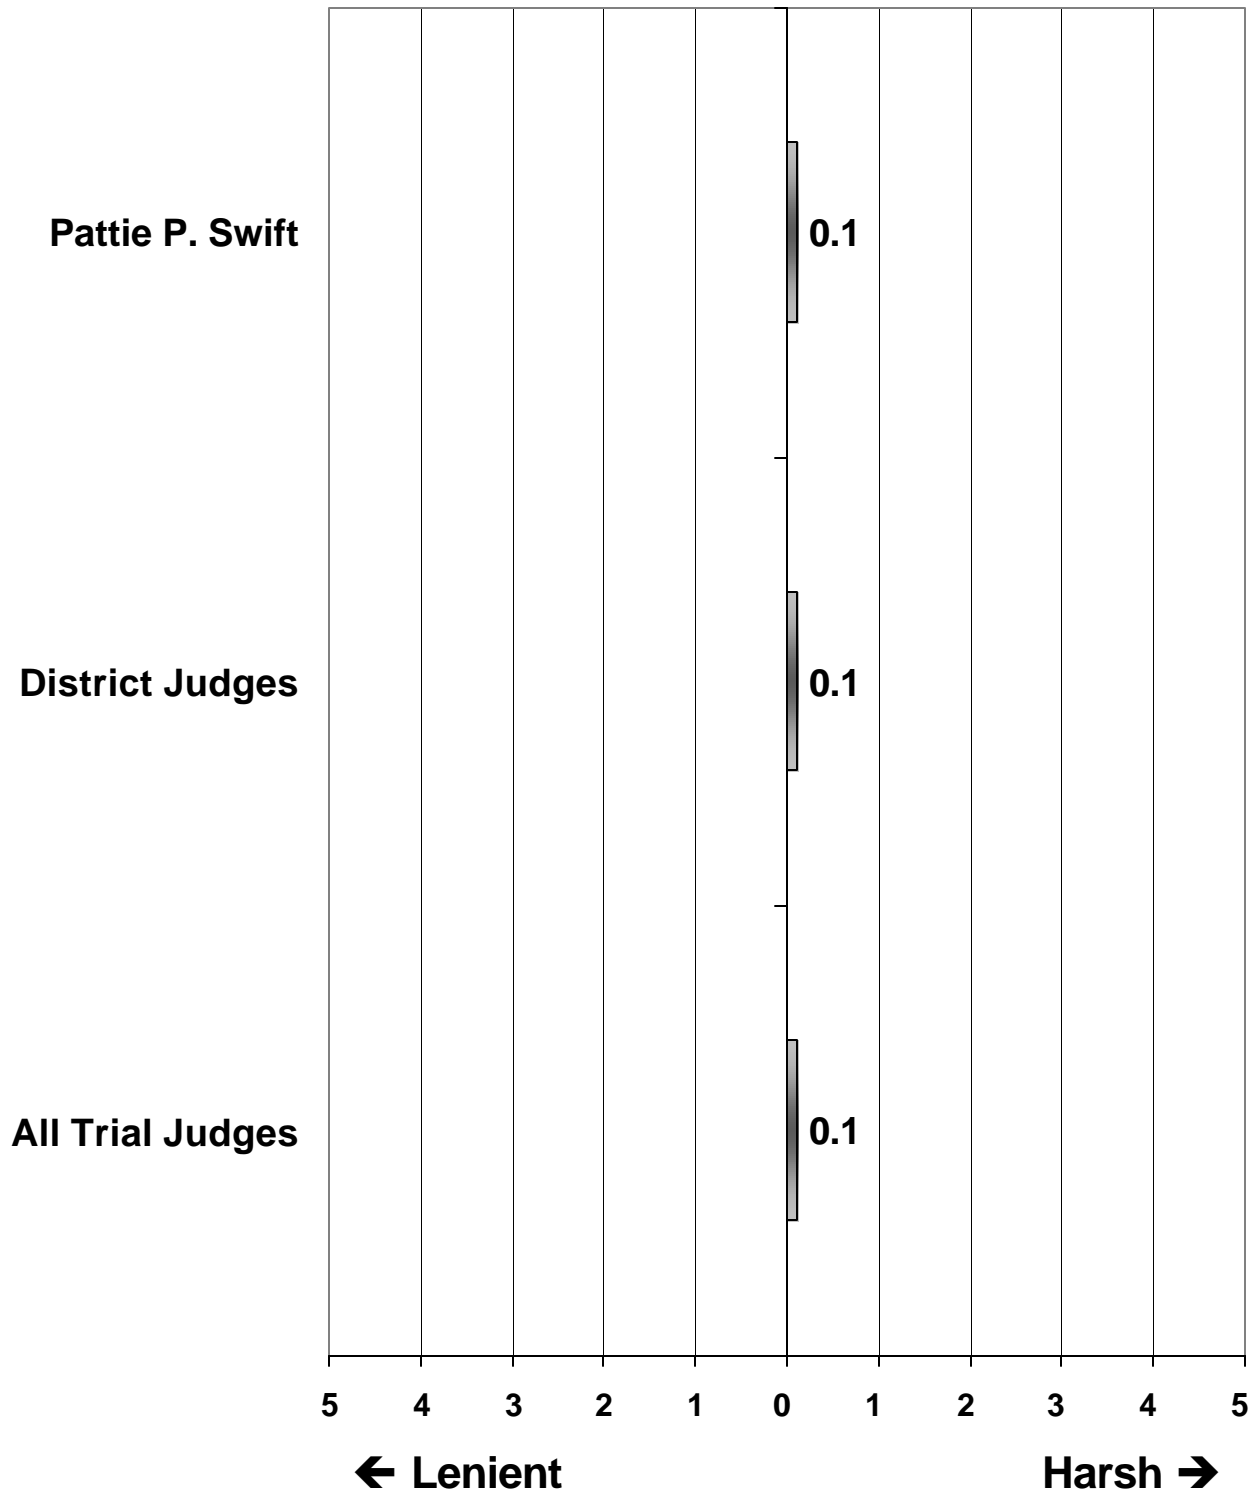 Pattie P. Swift
0.1
District Judges
0.1
All Trial Judges
0.1
5 4 3 2 1 0 1 2 3 4 5
← Lenient
Harsh →